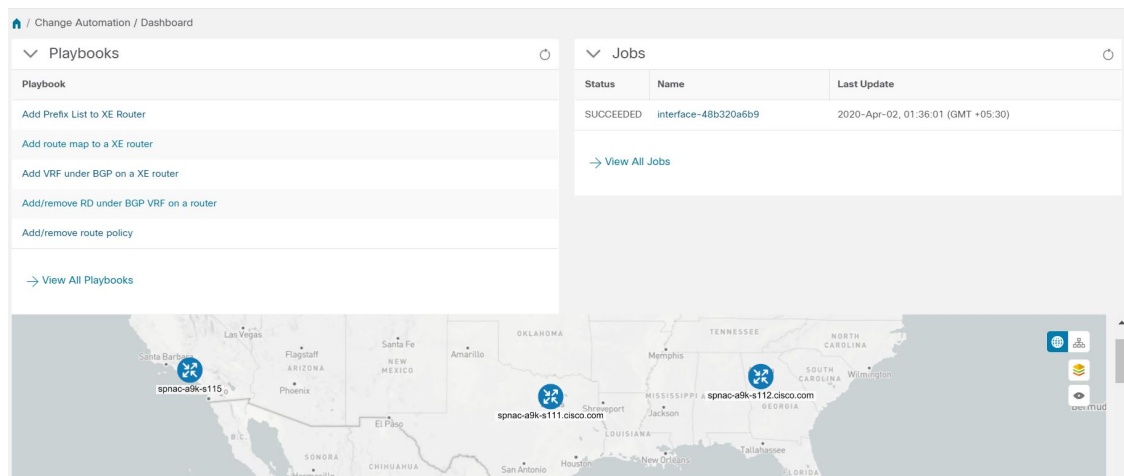 / Change Automation / Dashboard
Playbooks
Playbook
Add Prefix List to XE Router
Add route map to a XE router
Add VRF under BGP on a XE router
Add/remove RD under BGP VRF on a router
Add/remove route policy
View All Playbooks
Jobs
Status Name Last Update
SUCCEEDED interface-48b320a6b9 2020-Apr-02, 01:36:01 (GMT +05:30)
View All Jobs
Las Vegas
Santa Fe
OKLAHOMA
TENNESSEE
NORTH
CAROLINA
Santa Barbara
Flagstaff
ARIZONA
NEW
MEXICO
Amarillo
Memphis
SOUTH
CAROLINA
Wilmington
spnac-a9k-s115
Phoenix
spnac-a9k-s111.cisco.com
Shreveport
MISSISSIPPI
Jackson
spnac-a9k-s112.cisco.com
GEORGIA
El Paso
LOUISIANA
B.C.
SONORA
Hermosillo
CHIHUAHUA
San Antonio
Houston
New Orleans
Tallahassee
FLORIDA